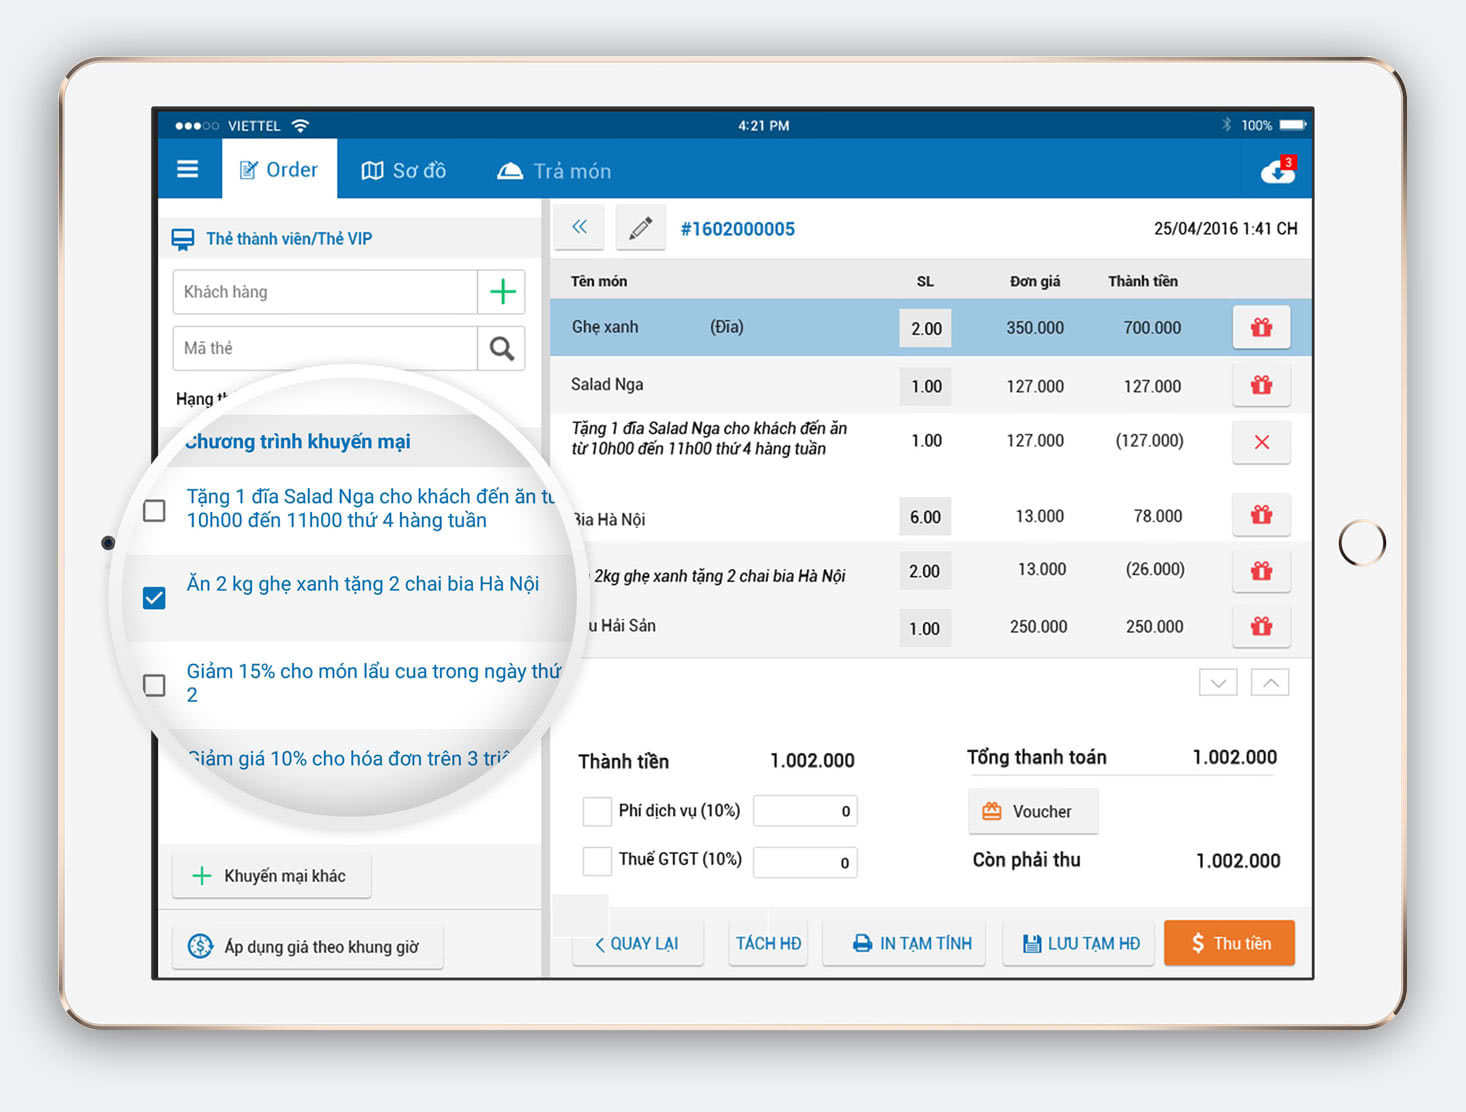 VIETTEL
4:21 PM
100%
Order
Sơ đồ
Trả món
3
Thẻ thành viên/Thẻ VIP
Khách hàng
Mã thẻ
Hạng
Chương trình khuyến mại
Tặng 1 đĩa Salad Nga cho khách đến ăn từ
10h00 đến 11h00 thứ 4 hàng tuần
Ăn 2 kg ghẹ xanh tặng 2 chai bia Hà Nội
Giảm 15% cho món lẩu cua trong ngày thứ
2
Giảm giá 10% cho hóa đơn trên 3
Khuyến mại khác
Áp dụng giá theo khung giờ
#1602000005
25/04/2016 1:41 CH
Tên món SL Đơn giá Thành tiền
Ghẹ xanh (Đĩa) 2.00 350.000 700.000
Salad Nga 1.00 127.000 127.000
Tặng 1 đĩa Salad Nga cho khách đến ăn
từ 10h00 đến 11h00 thứ 4 hàng tuần
1.00 127.000 (127.000)
Bia Hà Nội 6.00 13.000 78.000
2kg ghẹ xanh tặng 2 chai bia Hà Nội 2.00 13.000 (26.000)
Hải Sản 1.00 250.000 250.000
Thành tiền 1.002.000
Phí dịch vụ (10%) 0
Thuế GTGT (10%) 0
Tổng thanh toán 1.002.000
Voucher
Còn phải thu 1.002.000
QUAY LẠI
TÁCH HĐ
IN TẠM TÍNH
LƯU TẠM HĐ
$ Thu tiền